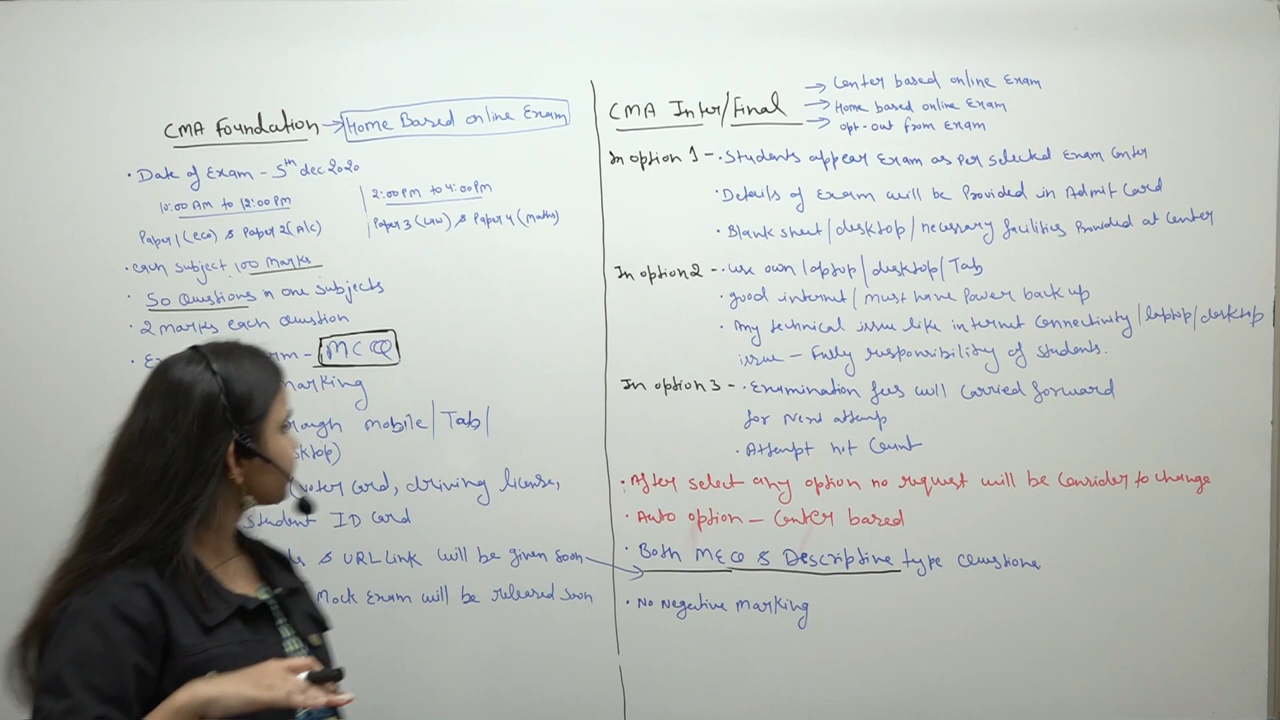 CMA Foundation → Home Based online Exam
• Date of Exam - 5th dec 2020
10:00 AM to 12:00 PM
Paper 1 (eco) & Paper 2 (A/c)
2:00 PM to 4:00 PM
Paper 3 (Law) & Paper 4 (Maths)
• each subject 100 marks
• 50 Questions in one subjects
• 2 marks each Question
• MCQ
marking
mobile / Tab /
voter card, driving license,
student ID card
& URL link will be given soon
Mock Exam will be released soon
CMA Inter/Final
→ Center based online Exam
→ Home based online Exam
→ opt-out from Exam
In option 1 - • Students appear Exam as per selected Exam Center
• Details of Exam will be Provided in Admit Card
• Blank sheet / desktop / necessary facilities Provided at Center
In option 2 - • use own laptop / desktop / Tab
• good internet / must have Power back up
• Any technical issue like internet Connectivity / laptop / desktop
issue - Fully responsibility of students.
In option 3 - • Examination fees will carried forward
for Next attemp
• Attempt not Count
• After select any option no request will be Consider to change
• Auto option - Center based
• Both MCQ & Descriptive type Questions
• No Negative Marking